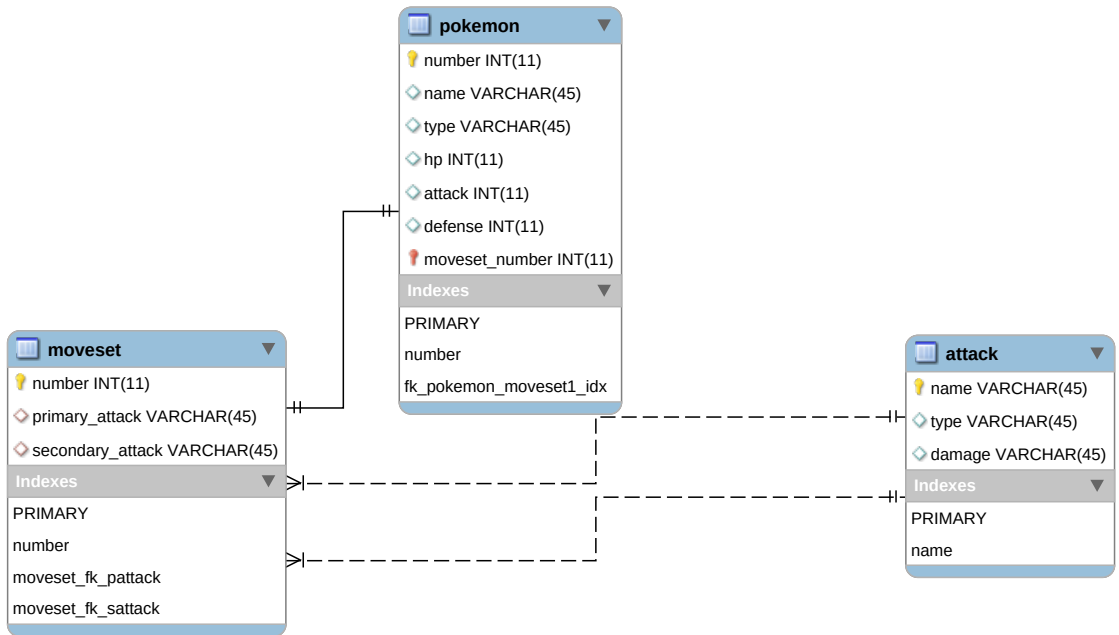 pokemon
number INT(11)
name VARCHAR(45)
type VARCHAR(45)
hp INT(11)
attack INT(11)
defense INT(11)
moveset_number INT(11)
Indexes
PRIMARY
number
fk_pokemon_moveset1_idx
moveset
number INT(11)
primary_attack VARCHAR(45)
secondary_attack VARCHAR(45)
Indexes
PRIMARY
number
moveset_fk_pattack
moveset_fk_sattack
attack
name VARCHAR(45)
type VARCHAR(45)
damage VARCHAR(45)
Indexes
PRIMARY
name